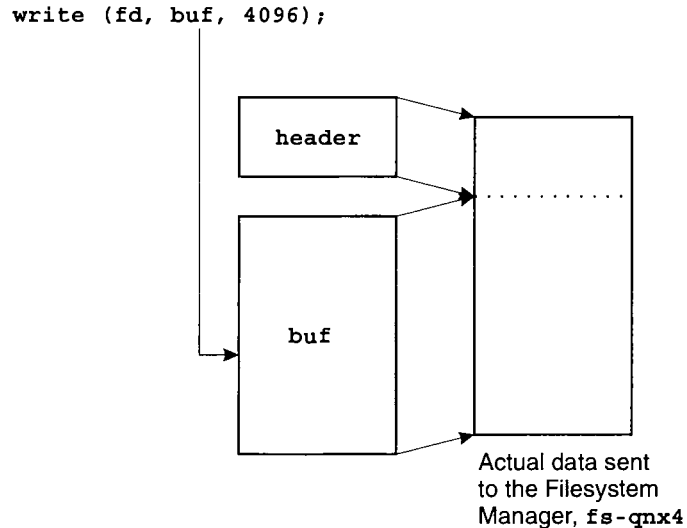 write (fd, buf, 4096);
header
buf
Actual data sent
to the Filesystem
Manager, fs-qnx4